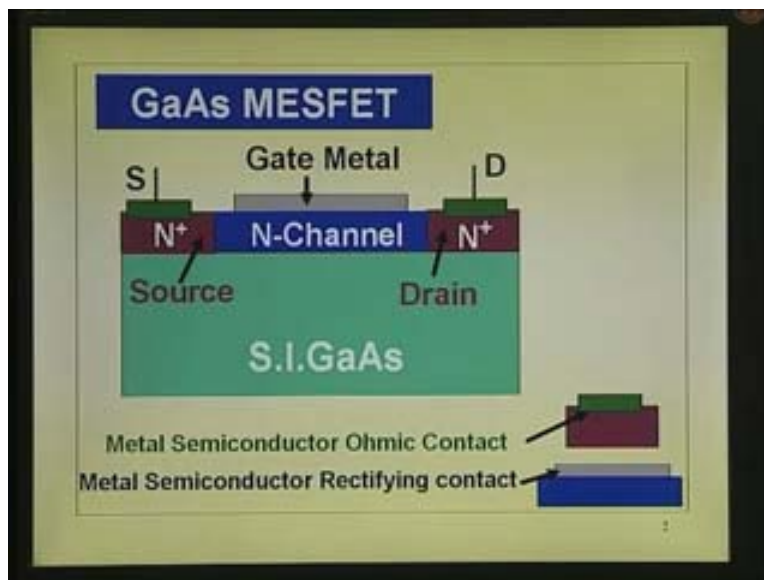 GaAs MESFET
Gate Metal
S
D
N+
N-Channel
N+
Source
Drain
S.I.GaAs
Metal Semiconductor Ohmic Contact
Metal Semiconductor Rectifying contact